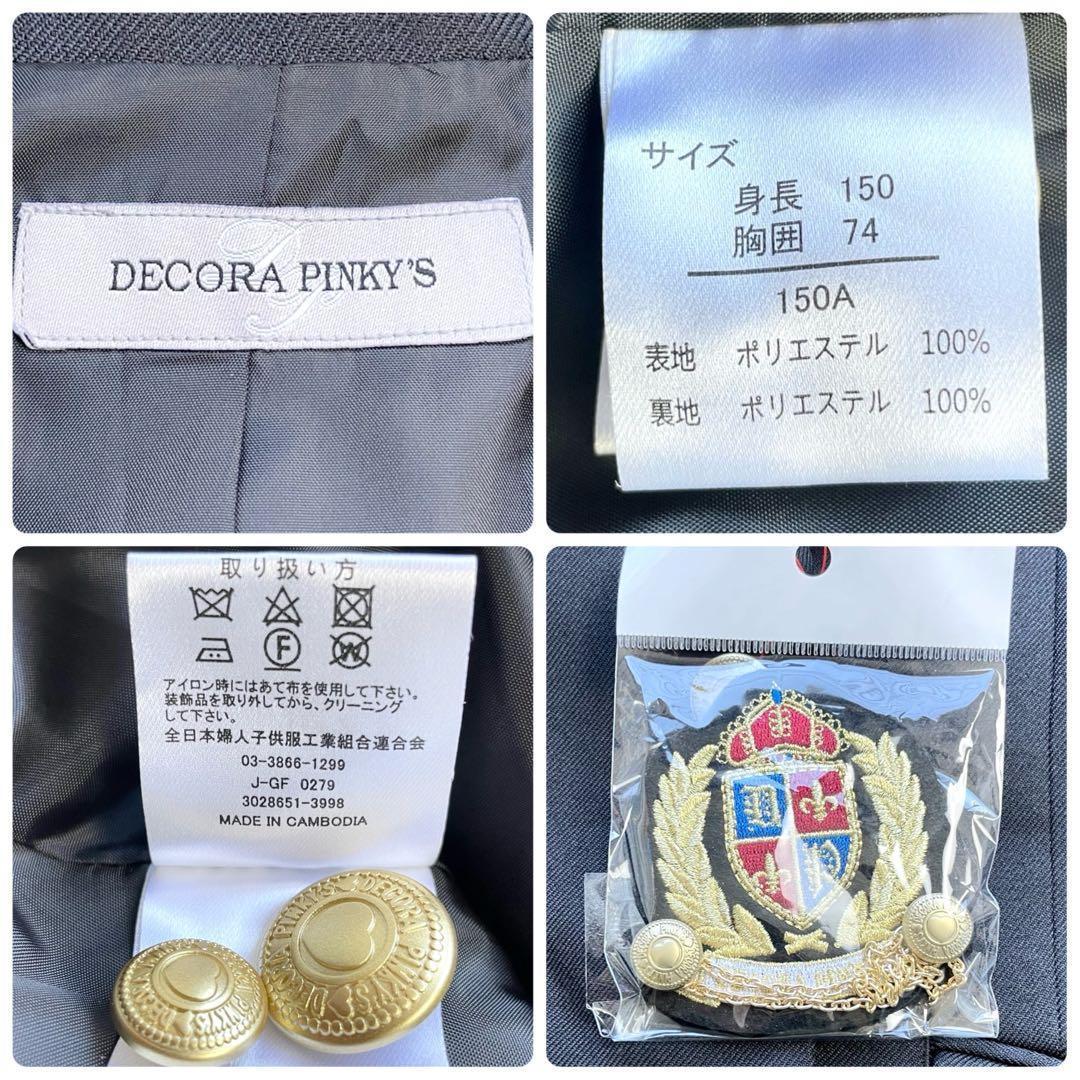 DECORA PINKY'S
サイズ
身長 150
胸囲 74
150A
表地 ポリエステル 100%
裏地 ポリエステル 100%
取り扱い方
F
W
アイロン時にはあて布を使用して下さい。
装飾品を取り外してから、クリーニング
して下さい。
全日本婦人子供服工業組合連合会
03-3866-1299
J-GF 0279
3028651-3998
MADE IN CAMBODIA
DECORA PINKY'S
DECORA PINKY'S
D
P